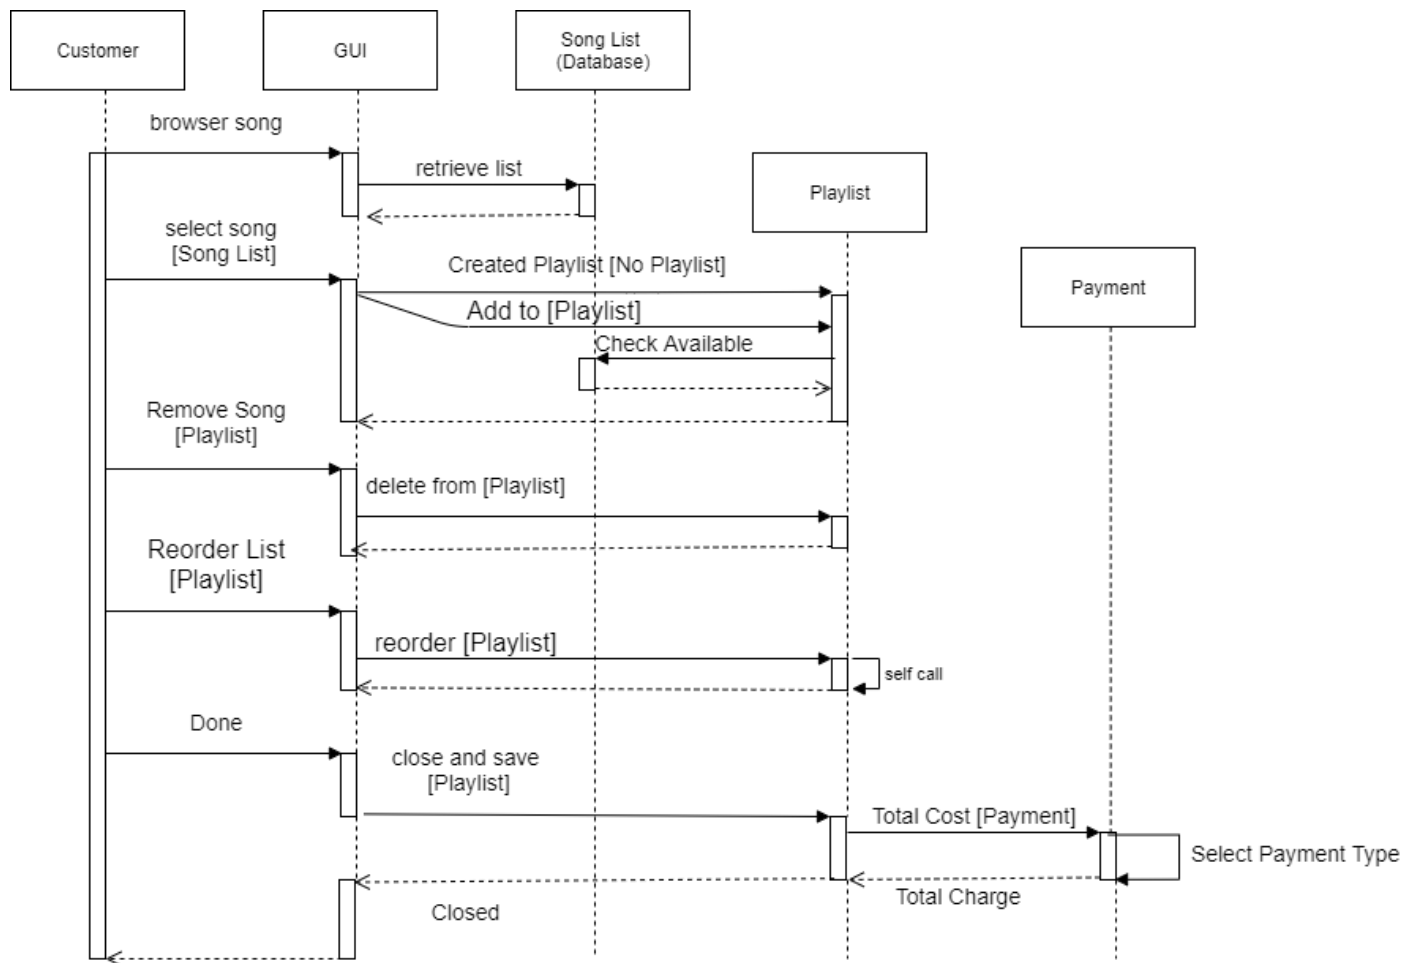 Customer
GUI
Song List
(Database)
browser song
retrieve list
Playlist
select song
[Song List]
Created Playlist [No Playlist]
Payment
Add to [Playlist]
Check Available
Remove Song
[Playlist]
delete from [Playlist]
Reorder List
[Playlist]
reorder [Playlist]
self call
Done
close and save
[Playlist]
Total Cost [Payment]
Select Payment Type
Total Charge
Closed